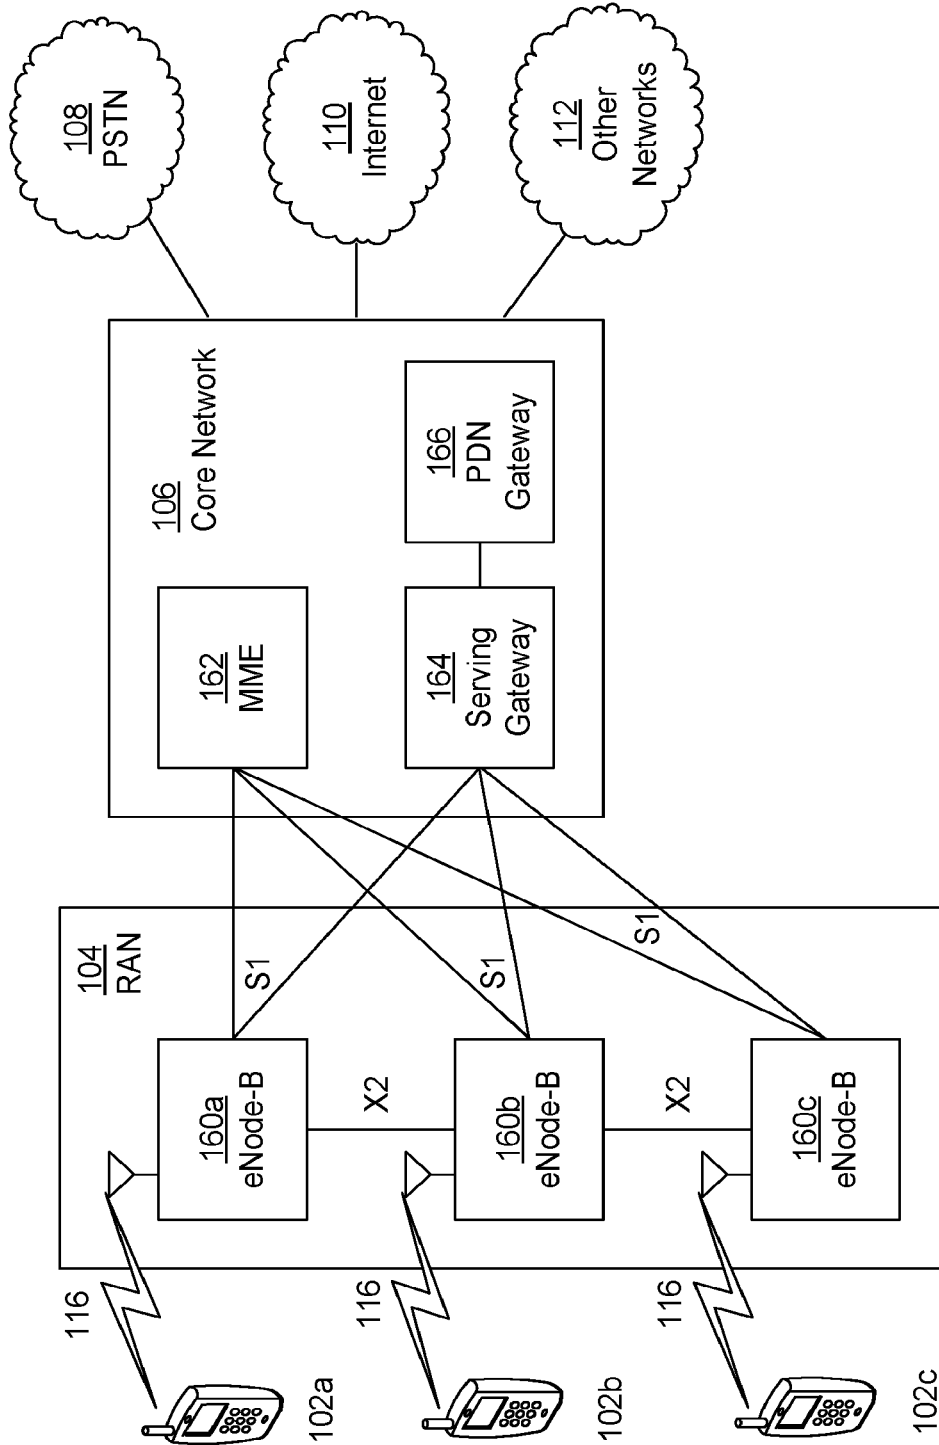 102a
116
104
RAN
160a
eNode-B
S1
X2
102b
116
160b
eNode-B
S1
X2
102c
116
160c
eNode-B
S1
106
Core Network
162
MME
164
Serving
Gateway
166
PDN
Gateway
108
PSTN
110
Internet
112
Other
Networks